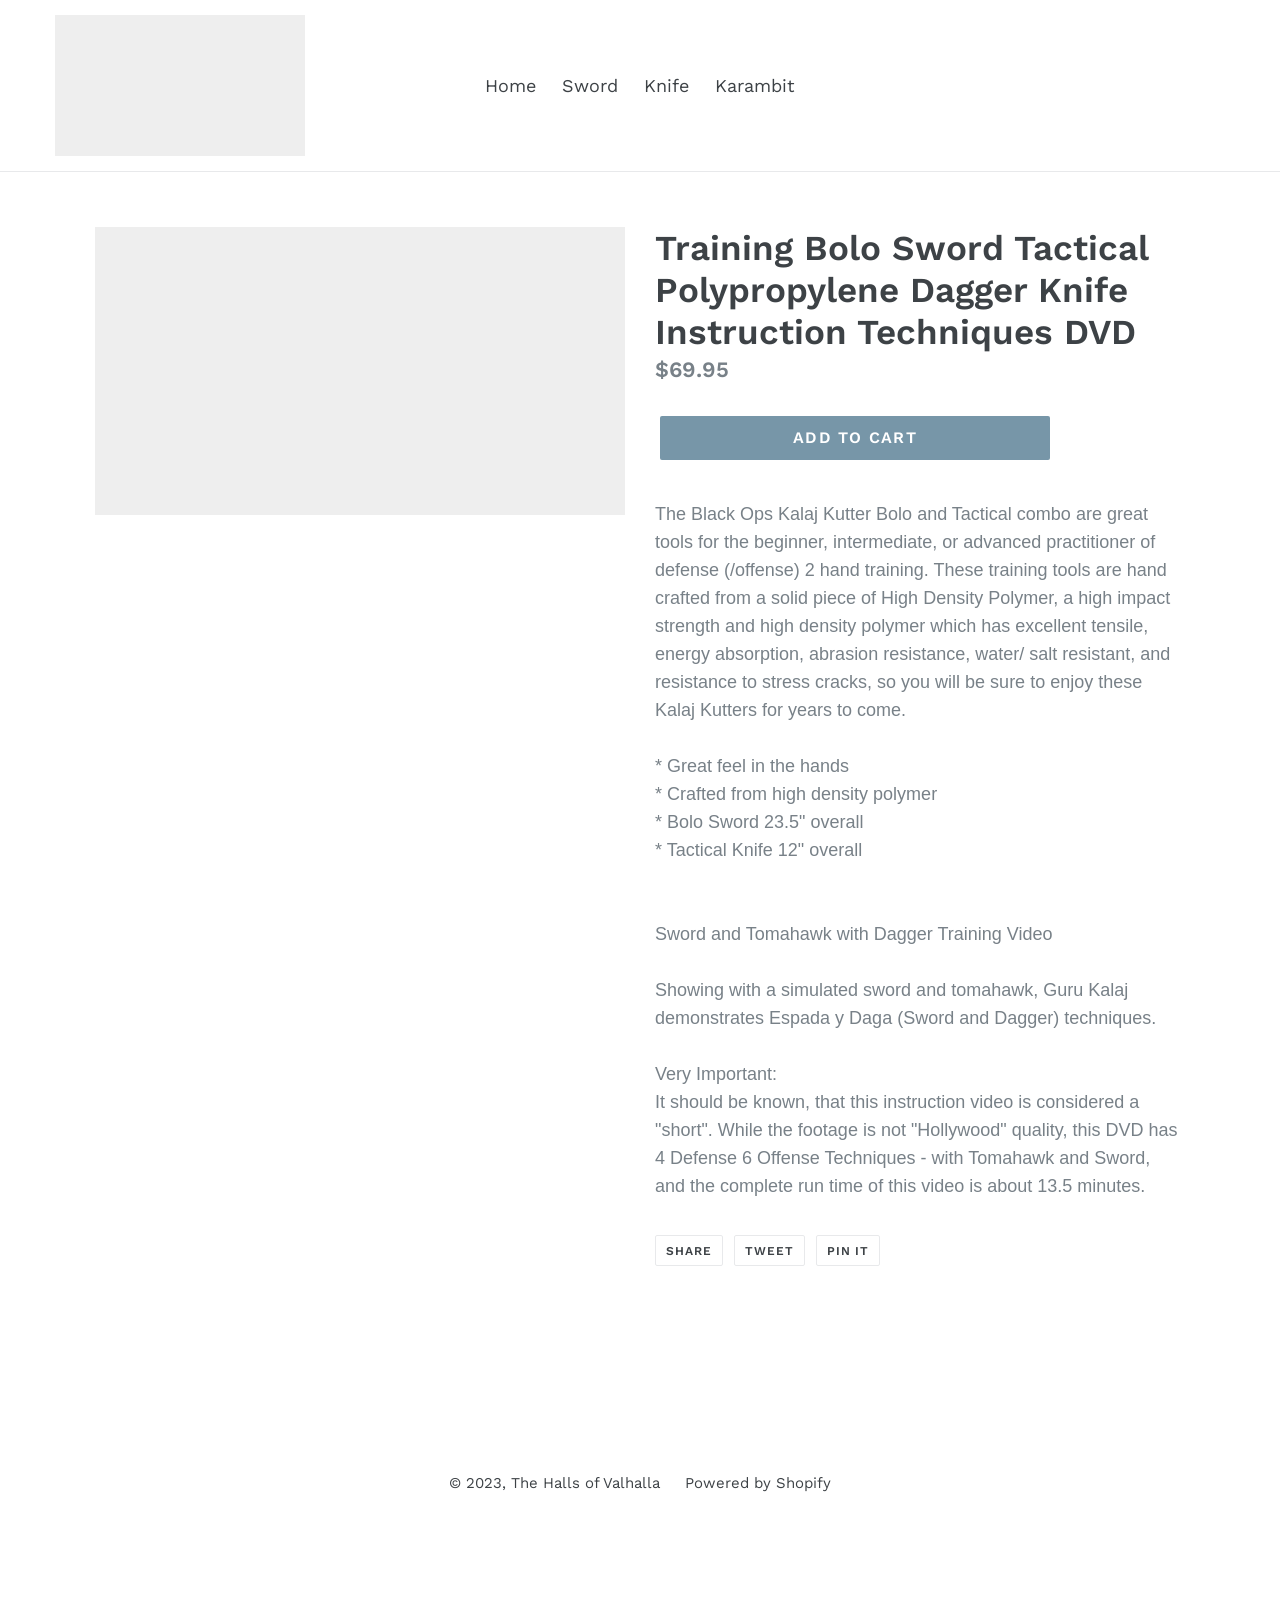 Home Sword Knife Karambit
Training Bolo Sword Tactical
Polypropylene Dagger Knife
Instruction Techniques DVD
$69.95
ADD TO CART
The Black Ops Kalaj Kutter Bolo and Tactical combo are great
tools for the beginner, intermediate, or advanced practitioner of
defense (/offense) 2 hand training. These training tools are hand
crafted from a solid piece of High Density Polymer, a high impact
strength and high density polymer which has excellent tensile,
energy absorption, abrasion resistance, water/ salt resistant, and
resistance to stress cracks, so you will be sure to enjoy these
Kalaj Kutters for years to come.
* Great feel in the hands
* Crafted from high density polymer
* Bolo Sword 23.5" overall
* Tactical Knife 12" overall
Sword and Tomahawk with Dagger Training Video
Showing with a simulated sword and tomahawk, Guru Kalaj
demonstrates Espada y Daga (Sword and Dagger) techniques.
Very Important:
It should be known, that this instruction video is considered a
"short". While the footage is not "Hollywood" quality, this DVD has
4 Defense 6 Offense Techniques - with Tomahawk and Sword,
and the complete run time of this video is about 13.5 minutes.
SHARE TWEET PIN IT
© 2023, The Halls of Valhalla Powered by Shopify